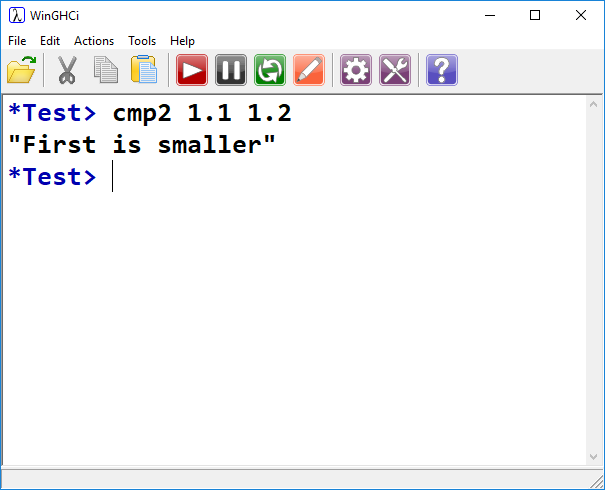 WinGHCi
File Edit Actions Tools Help
*Test> cmp2 1.1 1.2
"First is smaller"
*Test>